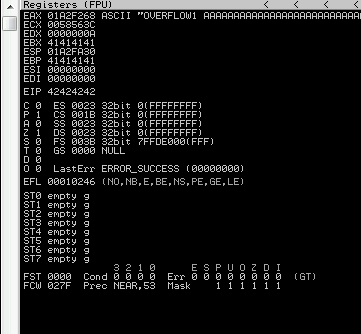 Registers (FPU) < < < <
EAX 01A2F268 ASCII "OVERFLOW1 AAAAAAAAAAAAAAAAAAAAAAAA
ECX 0058563C
EDX 0000000A
EBX 41414141
ESP 01A2FA30
EBP 41414141
ESI 00000000
EDI 00000000
EIP 42424242
C 0 ES 0023 32bit 0(FFFFFFFF)
P 1 CS 001B 32bit 0(FFFFFFFF)
A 0 SS 0023 32bit 0(FFFFFFFF)
Z 1 DS 0023 32bit 0(FFFFFFFF)
S 0 FS 003B 32bit 7FFDE000(FFF)
T 0 GS 0000 NULL
D 0
O 0 LastErr ERROR_SUCCESS (00000000)
EFL 00010246 (NO,NB,E,BE,NS,PE,GE,LE)
ST0 empty g
ST1 empty g
ST2 empty g
ST3 empty g
ST4 empty g
ST5 empty g
ST6 empty g
ST7 empty g
3 2 1 0 E S P U O Z D I
FST 0000 Cond 0 0 0 0 Err 0 0 0 0 0 0 0 0 (GT)
FCW 027F Prec NEAR,53 Mask 1 1 1 1 1 1